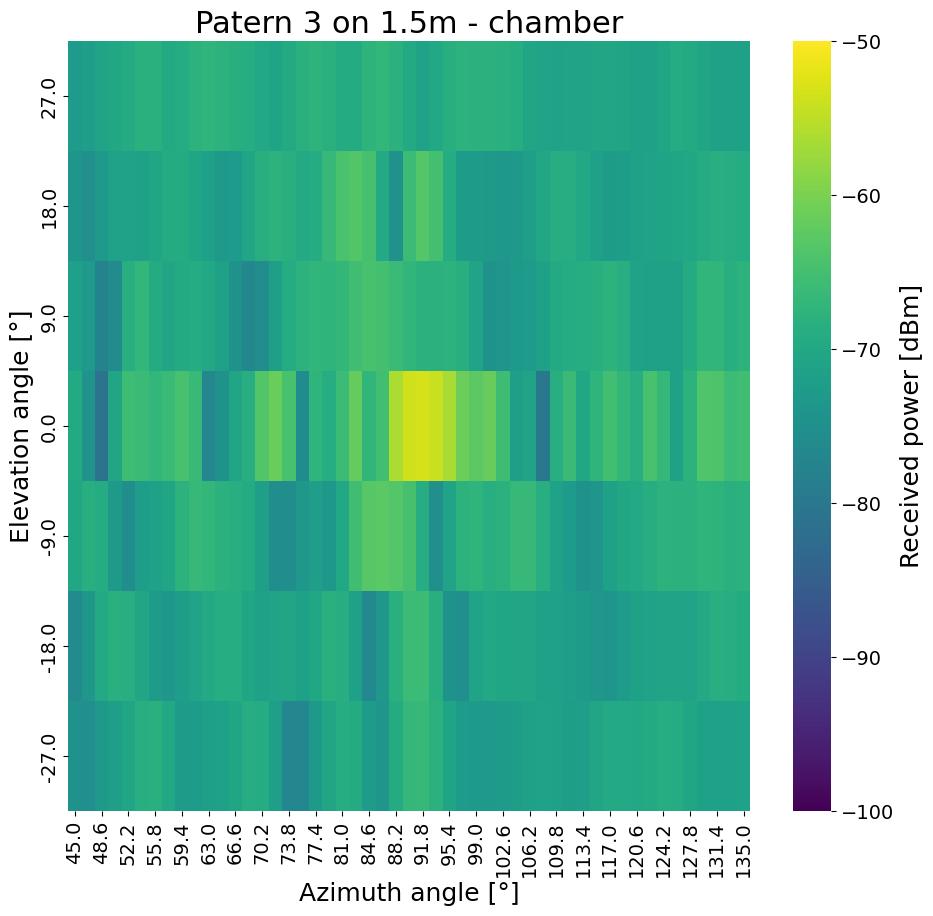 Patern 3 on 1.5m - chamber
Elevation angle [°]
27.0
18.0
9.0
0.0
-9.0
-18.0
-27.0
45.0 48.6 52.2 55.8 59.4 63.0 66.6 70.2 73.8 77.4 81.0 84.6 88.2 91.8 95.4 99.0 102.6 106.2 109.8 113.4 117.0 120.6 124.2 127.8 131.4 135.0
Azimuth angle [°]
−50
−60
−70
−80
−90
−100
Received power [dBm]